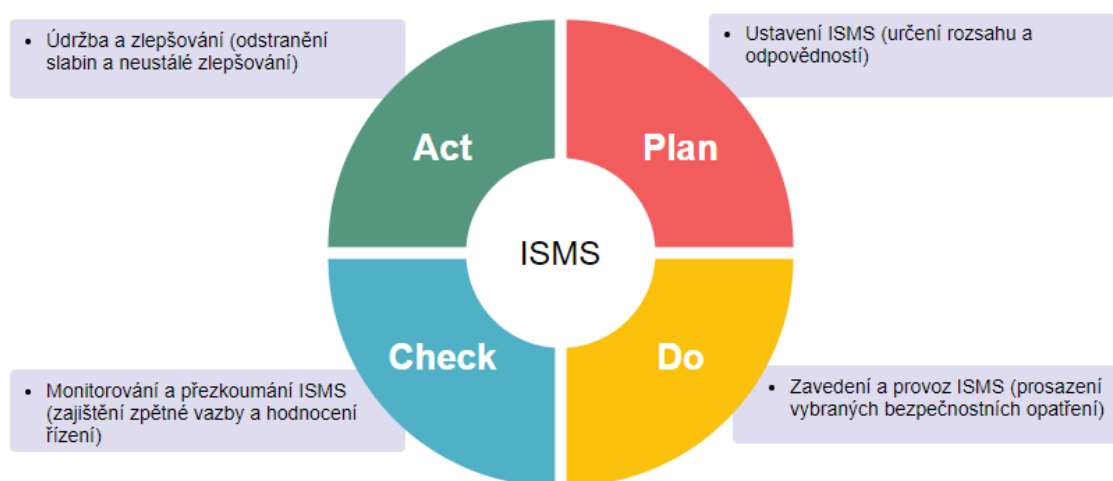 • Údržba a zlepšování (odstranění
slabin a neustálé zlepšování)
• Ustavení ISMS (určení rozsahu a
odpovědností)
Act
Plan
ISMS
Check
Do
• Monitorování a přezkoumání ISMS
(zajištění zpětné vazby a hodnocení
řízení)
• Zavedení a provoz ISMS (prosazení
vybraných bezpečnostních opatření)